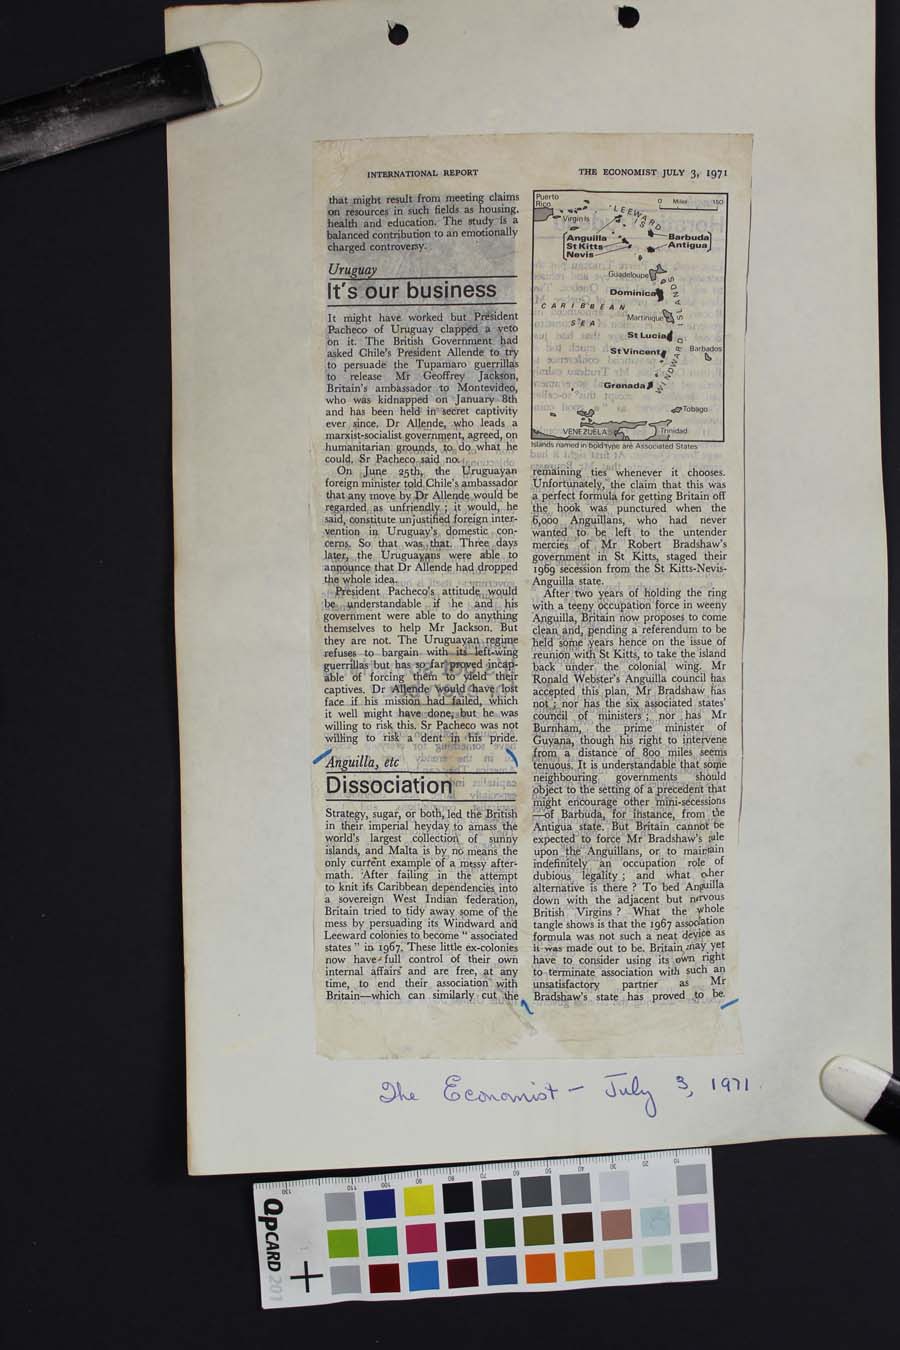 INTERNATIONAL REPORT
THE ECONOMIST JULY 3, 1971
that might result from meeting claims
on resources in such fields as housing,
health and education. The study is a
balanced contribution to an emotionally
charged controversy.
Uruguay
It's our business
It might have worked but President
Pacheco of Uruguay clapped a veto
on it. The British Government had
asked Chile's President Allende to try
to persuade the Tupamaro guerrillas
to release Mr Geoffrey Jackson,
Britain's ambassador to Montevideo,
who was kidnapped on January 8th
and has been held in secret captivity
ever since. Dr Allende, who leads a
marxist-socialist government, agreed, on
humanitarian grounds, to do what he
could. Sr Pacheco said no.
On June 25th, the Uruguayan
foreign minister told Chile's ambassador
that any move by Dr Allende would be
regarded as unfriendly; it would, he
said, constitute unjustified foreign inter-
vention in Uruguay's domestic con-
cerns. So that was that. Three days
later, the Uruguayans were able to
announce that Dr Allende had dropped
the whole idea.
President Pacheco's attitude would
be understandable if he and his
government were able to do anything
themselves to help Mr Jackson. But
they are not. The Uruguayan regime
refuses to bargain with its left-wing
guerrillas but has so far proved incap-
able of forcing them to yield their
captives. Dr Allende would have lost
face if his mission had failed, which
it well might have done, but he was
willing to risk this. Sr Pacheco was not
willing to risk a dent in his pride.
Anguilla, etc
Dissociation
Strategy, sugar, or both, led the British
in their imperial heyday to amass the
world's largest collection of sunny
islands, and Malta is by no means the
only current example of a messy after-
math. After failing in the attempt
to knit its Caribbean dependencies into
a sovereign West Indian federation,
Britain tried to tidy away some of the
mess by persuading its Windward and
Leeward colonies to become " associated
states " in 1967. These little ex-colonies
now have full control of their own
internal affairs and are free, at any
time, to end their association with
Britain—which can similarly cut the
Puerto
Rico
Virgin Is
LEEWARD
IS
0 Miles 150
Anguilla
St Kitts
Nevis
Barbuda
Antigua
Guadeloupe
Dominica
CARIBBEAN
SEA
Martinique
St Lucia
St Vincent
Barbados
WINDWARD ISLANDS
Grenada
Tobago
VENEZUELA
Trinidad
Islands named in bold type are Associated States
remaining ties whenever it chooses.
Unfortunately, the claim that this was
a perfect formula for getting Britain off
the hook was punctured when the
6,000 Anguillans, who had never
wanted to be left to the untender
mercies of Mr Robert Bradshaw's
government in St Kitts, staged their
1969 secession from the St Kitts-Nevis-
Anguilla state.
After two years of holding the ring
with a teeny occupation force in weeny
Anguilla, Britain now proposes to come
clean and, pending a referendum to be
held some years hence on the issue of
reunion with St Kitts, to take the island
back under the colonial wing. Mr
Ronald Webster's Anguilla council has
accepted this plan. Mr Bradshaw has
not; nor has the six associated states'
council of ministers; nor has Mr
Burnham, the prime minister of
Guyana, though his right to intervene
from a distance of 800 miles seems
tenuous. It is understandable that some
neighbouring governments should
object to the setting of a precedent that
might encourage other mini-secessions
—of Barbuda, for instance, from the
Antigua state. But Britain cannot be
expected to force Mr Bradshaw's rule
upon the Anguillans, or to maintain
indefinitely an occupation role of
dubious legality; and what other
alternative is there? To bed Anguilla
down with the adjacent but nervous
British Virgins? What the whole
tangle shows is that the 1967 association
formula was not such a neat device as
it was made out to be. Britain may yet
have to consider using its own right
to terminate association with such an
unsatisfactory partner as Mr
Bradshaw's state has proved to be.
The Economist – July 3, 1971.
QPCARD 201